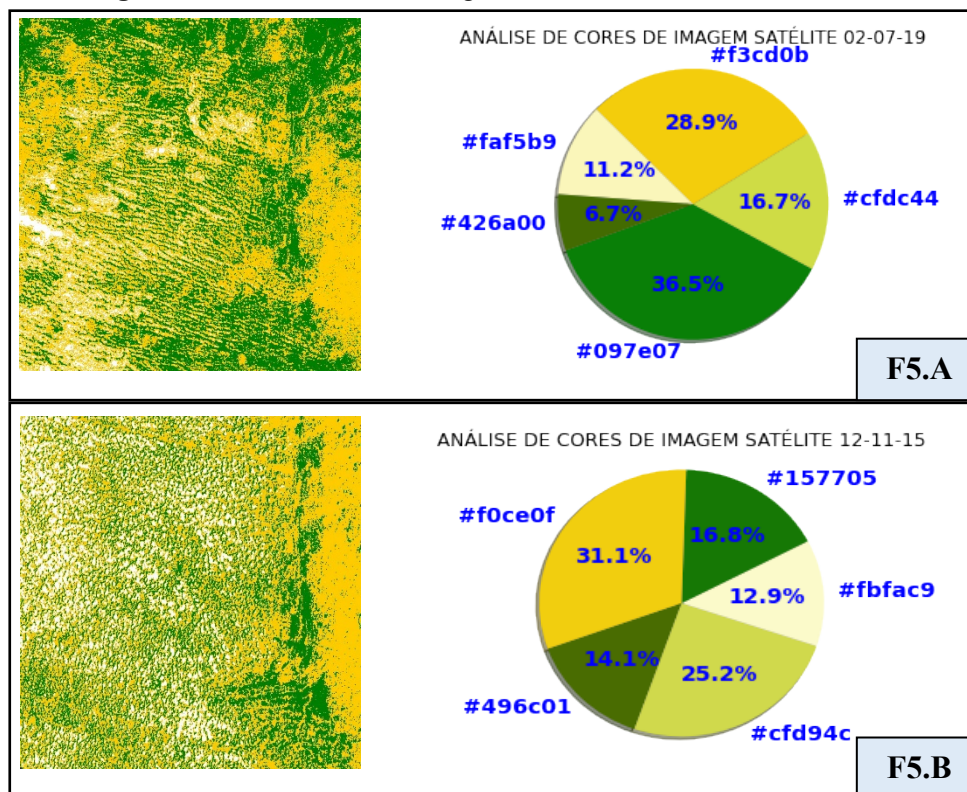 ANÁLISE DE CORES DE IMAGEM SATÉLITE 02-07-19
#f3cd0b
28.9%
#faf5b9
11.2%
16.7%
#cfdc44
#426a00
6.7%
36.5%
#097e07
F5.A
ANÁLISE DE CORES DE IMAGEM SATÉLITE 12-11-15
#157705
#f0ce0f
31.1%
16.8%
12.9%
#fbfac9
14.1%
25.2%
#496c01
#cfd94c
F5.B